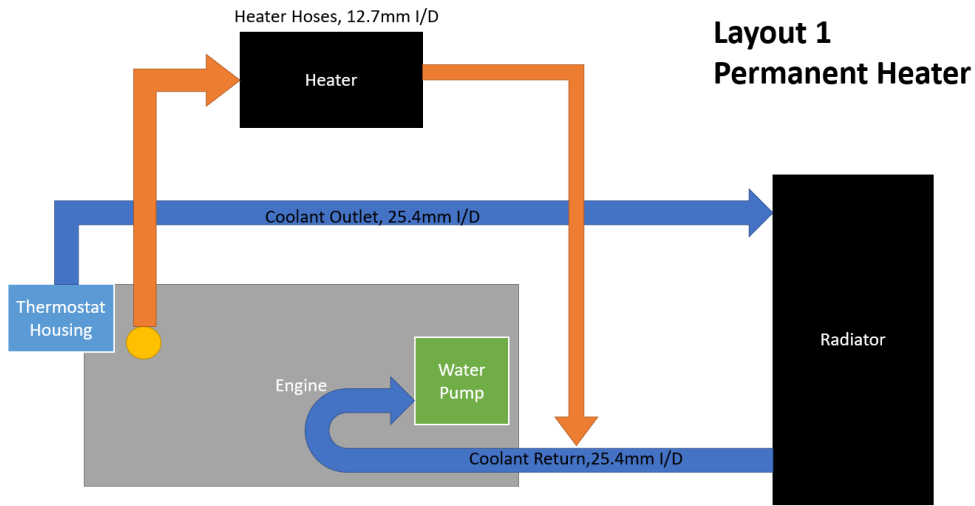 Heater Hoses, 12.7mm I/D
Layout 1
Permanent Heater
Heater
Coolant Outlet, 25.4mm I/D
Thermostat
Housing
Radiator
Water
Pump
Engine
Coolant Return,25.4mm I/D